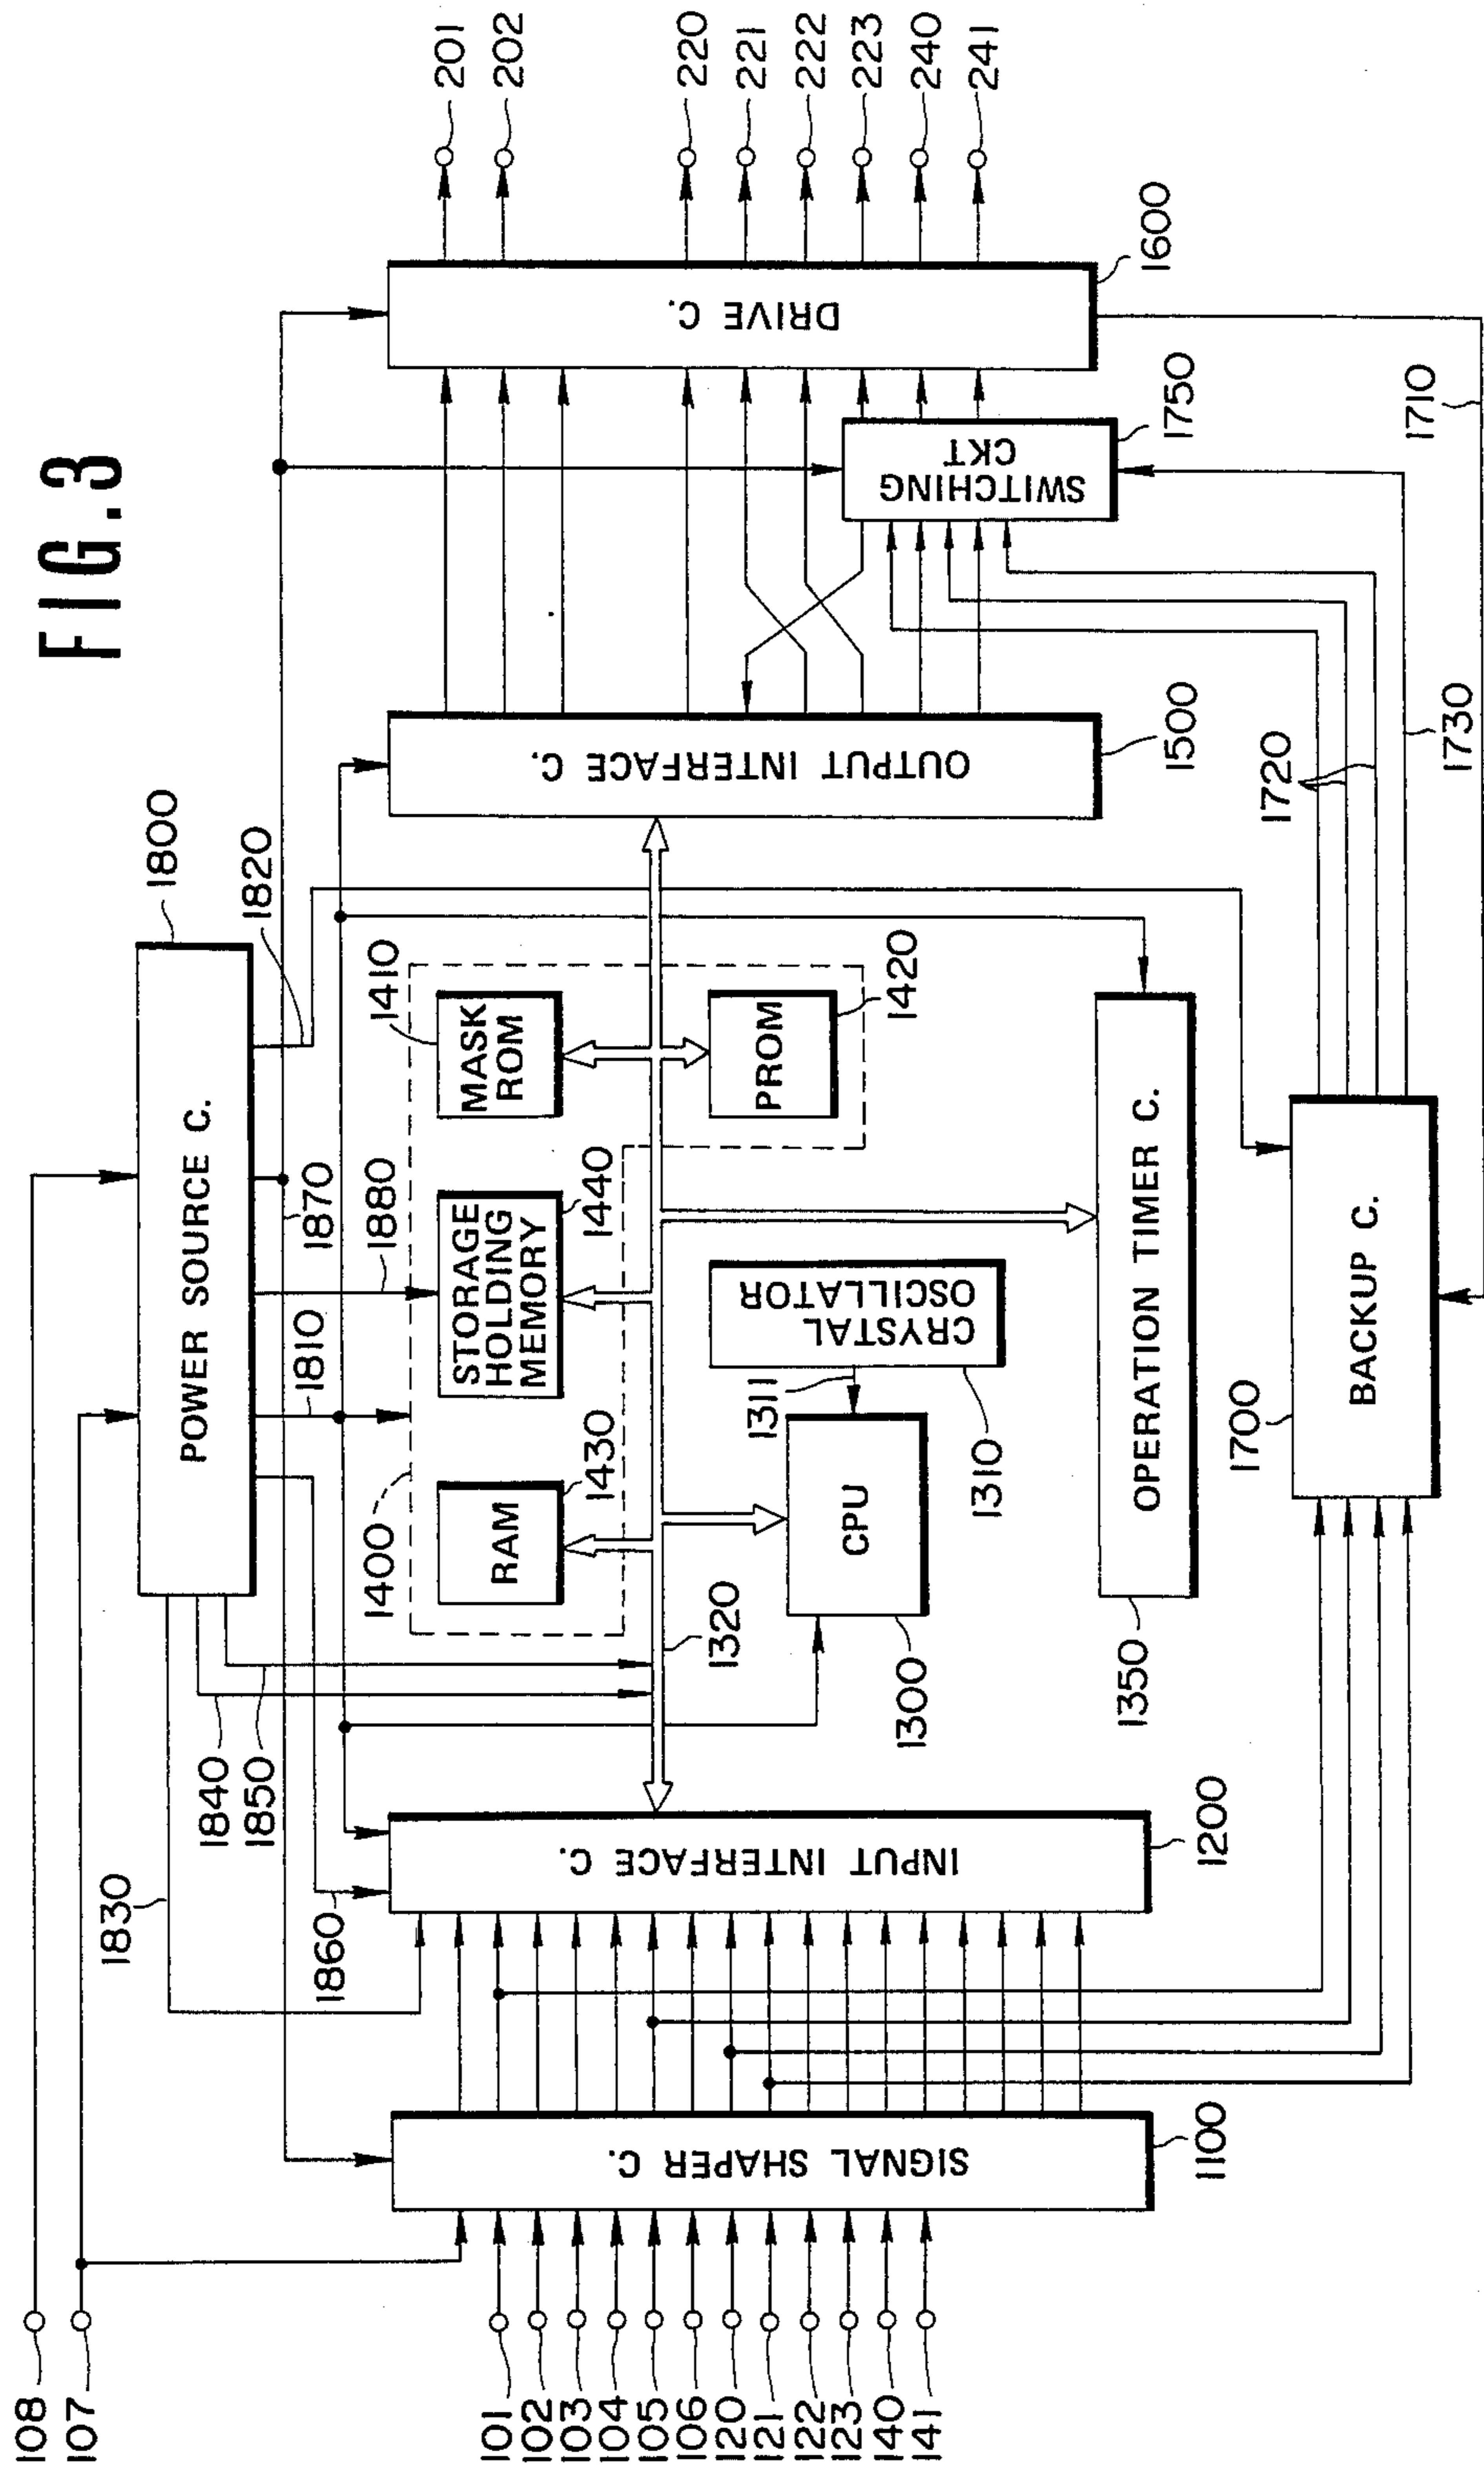 FIG.3
108
107
101
102
103
104
105
106
120
121
122
123
140
141
SIGNAL SHAPER C.
1100
1830
1840
1850
1860
INPUT INTERFACE C.
1200
POWER SOURCE C.
1800
1820
1870
1880
1810
1400
RAM
1430
STORAGE
HOLDING
MEMORY
1440
MASK
ROM
1410
PROM
1420
1320
CPU
1300
1311
CRYSTAL
OSCILLATOR
1310
OPERATION TIMER C.
1350
BACKUP C.
1700
OUTPUT INTERFACE C.
1500
1720
1730
1710
SWITCHING
CKT
1750
DRIVE C.
1600
201
202
220
221
222
223
240
241